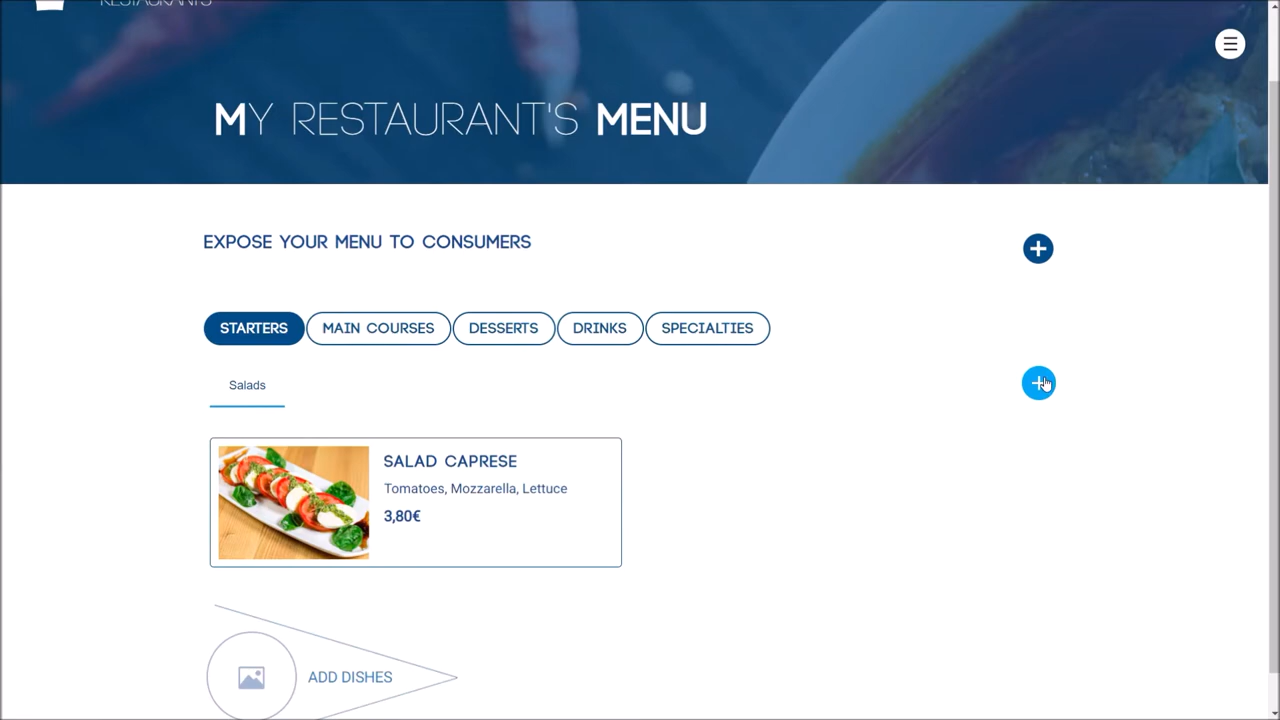 RESTAURANTS
MY RESTAURANT'S MENU
EXPOSE YOUR MENU TO CONSUMERS
STARTERS MAIN COURSES DESSERTS DRINKS SPECIALTIES
Salads
SALAD CAPRESE
Tomatoes, Mozzarella, Lettuce
3,80€
ADD DISHES